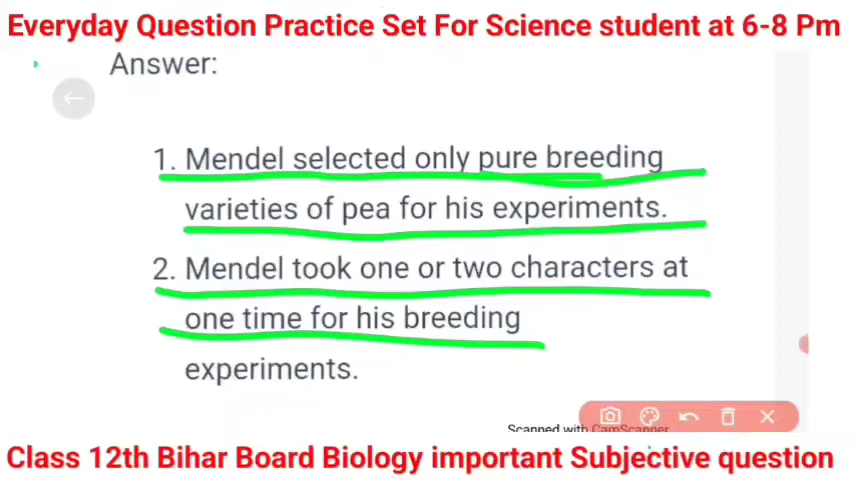 Everyday Question Practice Set For Science student at 6-8 Pm
Answer:
1. Mendel selected only pure breeding
varieties of pea for his experiments.
2. Mendel took one or two characters at
one time for his breeding
experiments.
Scanned with CamScanner
Class 12th Bihar Board Biology important Subjective question